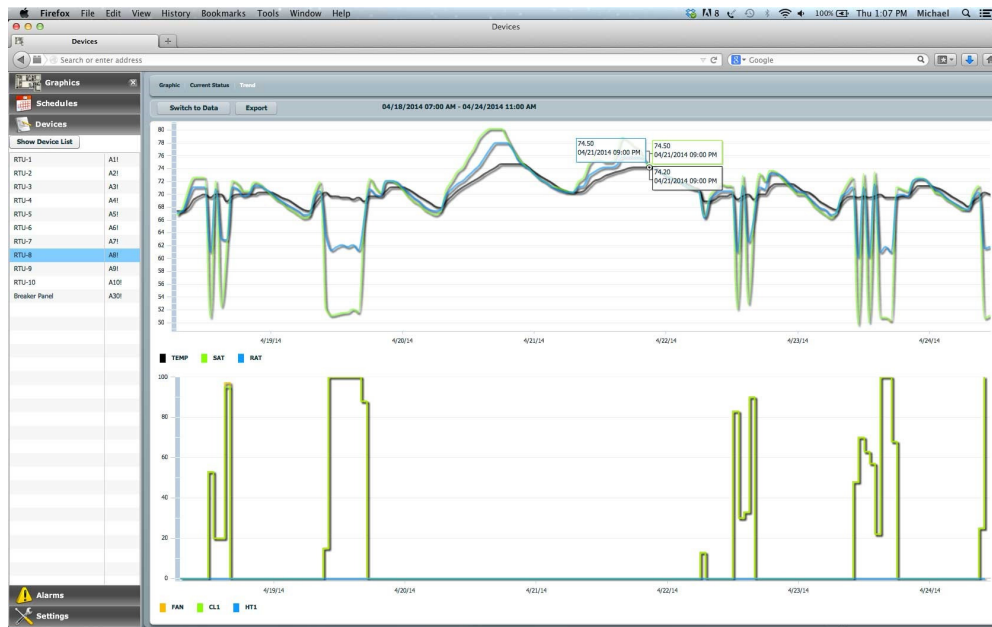 Firefox File Edit View History Bookmarks Tools Window Help
8 100% Thu 1:07 PM Michael
Devices
Devices
Search or enter address
Google
Graphics
Schedules
Devices
Show Device List
RTU-1 A1!
RTU-2 A2!
RTU-3 A3!
RTU-4 A4!
RTU-5 A5!
RTU-6 A6!
RTU-7 A7!
RTU-8 A8!
RTU-9 A9!
RTU-10 A10!
Breaker Panel A30!
Alarms
Settings
Graphic Current Status Trend
Switch to Data Export 04/18/2014 07:00 AM - 04/24/2014 11:00 AM
80
78
76
74
72
70
68
66
64
62
60
58
56
54
52
50
74.50
04/21/2014 09:00 PM
74.50
04/21/2014 09:00 PM
74.20
04/21/2014 09:00 PM
4/19/14 4/20/14 4/21/14 4/22/14 4/23/14 4/24/14
TEMP SAT RAT
100
80
60
40
20
0
4/19/14 4/20/14 4/21/14 4/22/14 4/23/14 4/24/14
FAN CL1 HT1